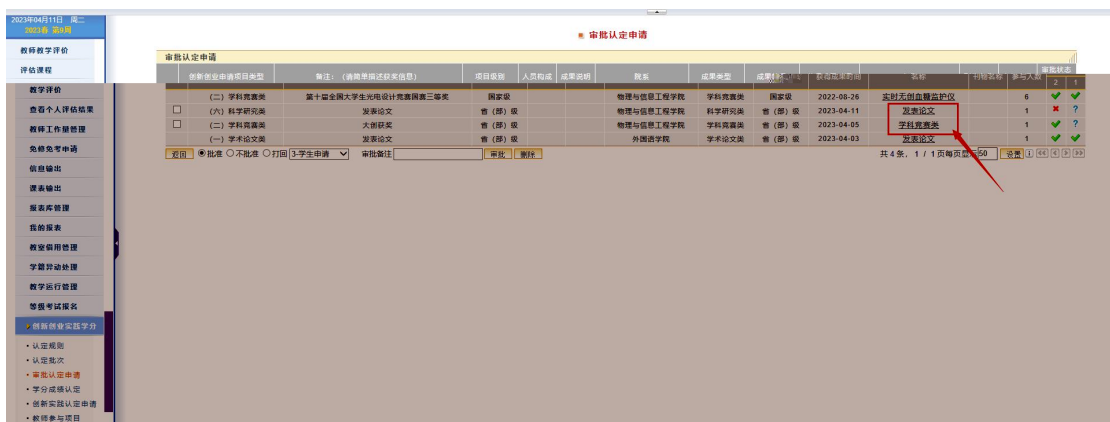 2023年04月11日 周二
2023春 第9周
教师教学评价
评估课程
教学评价
查看个人评估结果
教师工作量管理
免修免考申请
信息输出
课表输出
报表库管理
我的报表
教室借用管理
学籍异动处理
教学运行管理
等级考试报名
创新创业实践学分
・认定规则
・认定批次
・审批认定申请
・学分成绩认定
・创新实践认定申请
・教师参与项目
审批认定申请
审批认定申请
创新创业申请项目类型 备注：（请简单描述获奖信息） 项目级别 人员构成 成果说明 院系 成果类型 获得成果时间 名称 刊物名称 参与人数 审批状态
2 1
(二) 学科竞赛类 第十届全国大学生光电设计竞赛国赛三等奖 国家级 物理与信息工程学院 学科竞赛类 国家级 2022-08-26 实时无创血糖监护仪 6
(六) 科学研究类 发表论文 省（部）级 物理与信息工程学院 科学研究类 省（部）级 2023-04-11 发表论文 1 ?
(二) 学科竞赛类 大创获奖 省（部）级 物理与信息工程学院 学科竞赛类 省（部）级 2023-04-05 学科竞赛类 1 ?
(一) 学术论文类 发表论文 省（部）级 外国语学院 学术论文类 省（部）级 2023-04-03 发表论文 1
返回 批准 不批准 打回 3-学生申请 审批备注 审批 删除 共4条，1 / 1页每页显示50 设置